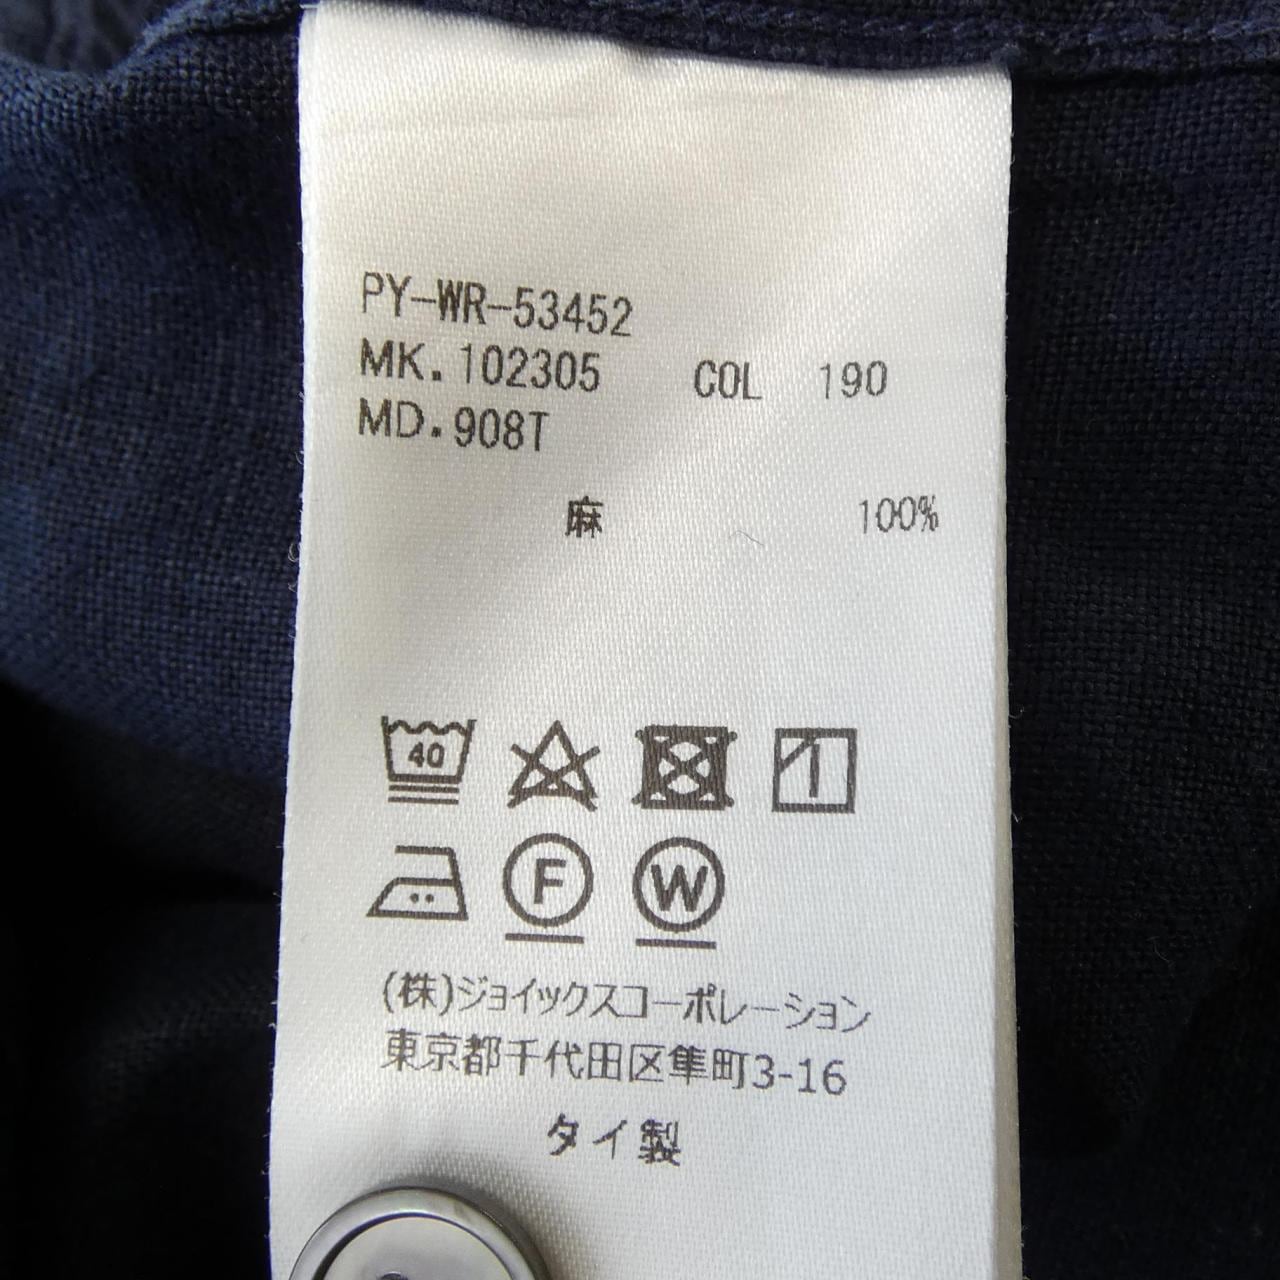 PY-WR-53452
MK.102305 COL 190
MD.908T
麻 100%
40
F W
(株)ジョイックスコーポレーション
東京都千代田区隼町3-16
タイ製